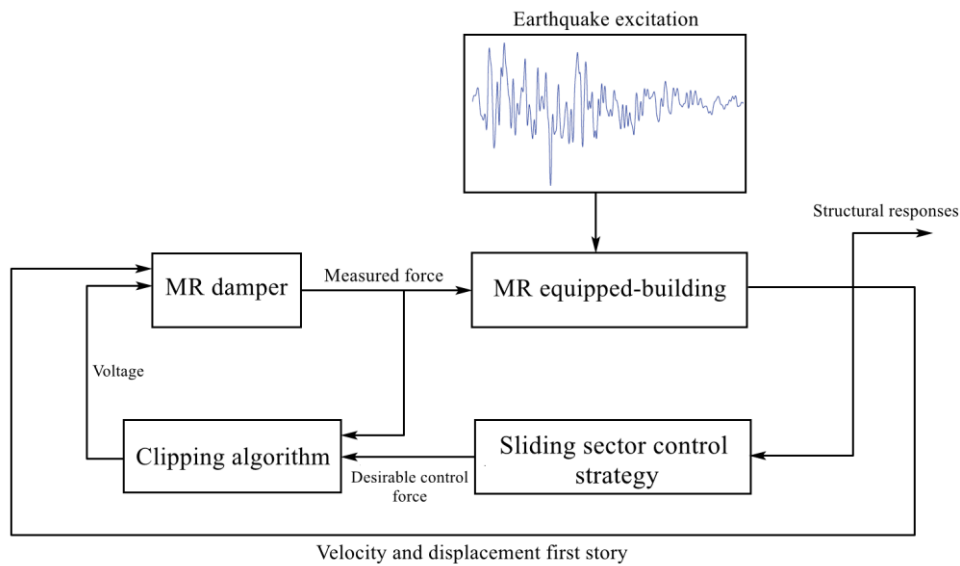 Earthquake excitation
Structural responses
MR damper
Measured force
MR equipped-building
Voltage
Clipping algorithm
Desirable control
force
Sliding sector control
strategy
Velocity and displacement first story